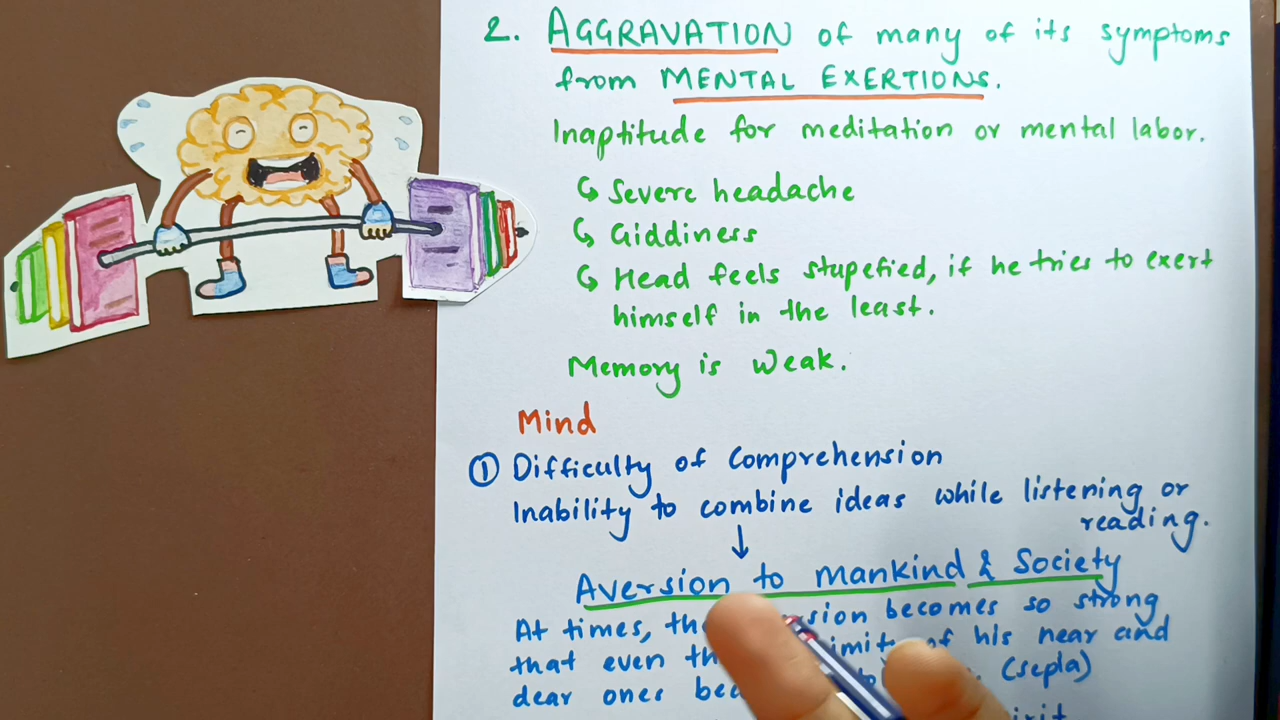 2. AGGRAVATION of many of its symptoms
from MENTAL EXERTIONS.
Inaptitude for meditation or mental labor.
↳ Severe headache
↳ Giddiness
↳ Head feels stupefied, if he tries to exert
himself in the least.
Memory is weak.
Mind
① Difficulty of comprehension
Inability to combine ideas while listening or
reading.
↓
Aversion to mankind & Society
At times, becomes so strong
that even of his near and
dear ones (sepia)